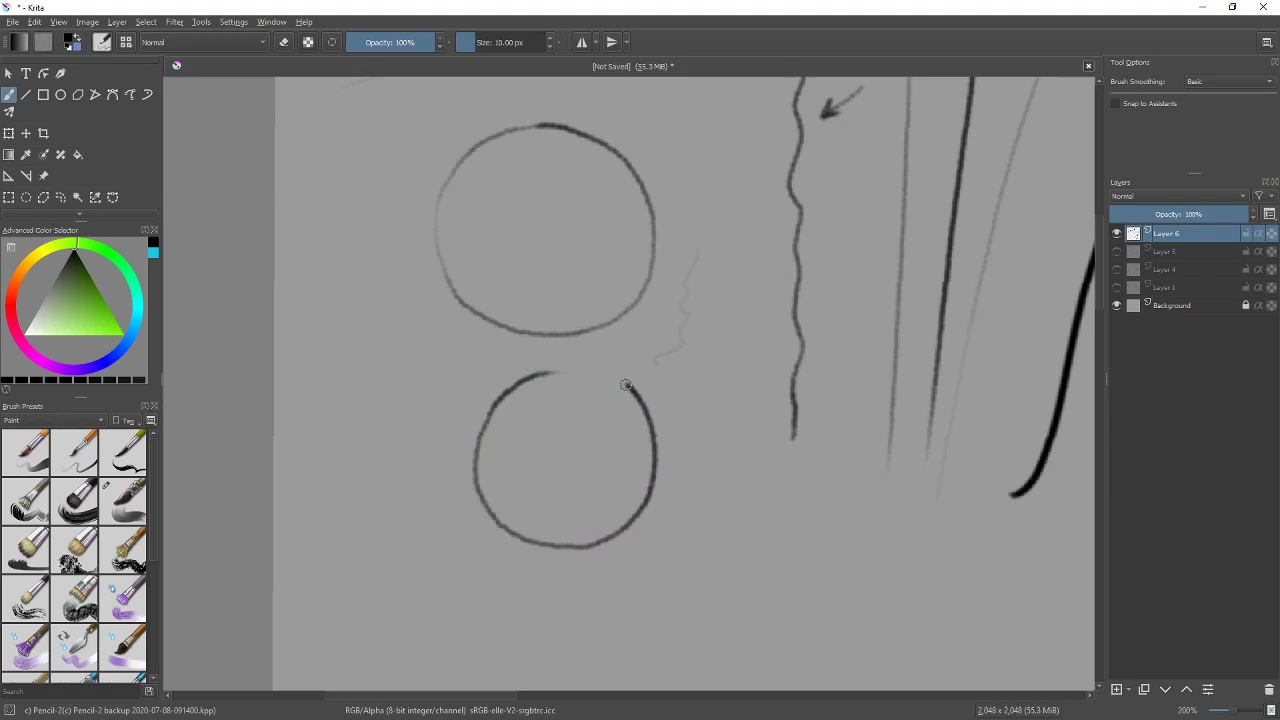 * - Krita
File Edit View Image Layer Select Filter Tools Settings Window Help
Normal Opacity: 100% Size: 10.00 px
[Not Saved] (55.3 MiB) *
Tool Options
Brush Smoothing: Basic
Snap to Assistants
Layers
Normal
Opacity: 100%
Layer 6
Layer 5
Layer 4
Layer 1
Background
Advanced Color Selector
Brush Presets
Paint Tag
Search
c) Pencil-2(c) Pencil-2 backup 2020-07-08-091400.kpp) RGB/Alpha (8-bit integer/channel) sRGB-elle-V2-srgbtrc.icc 2,048 x 2,048 (55.3 MiB) 200%